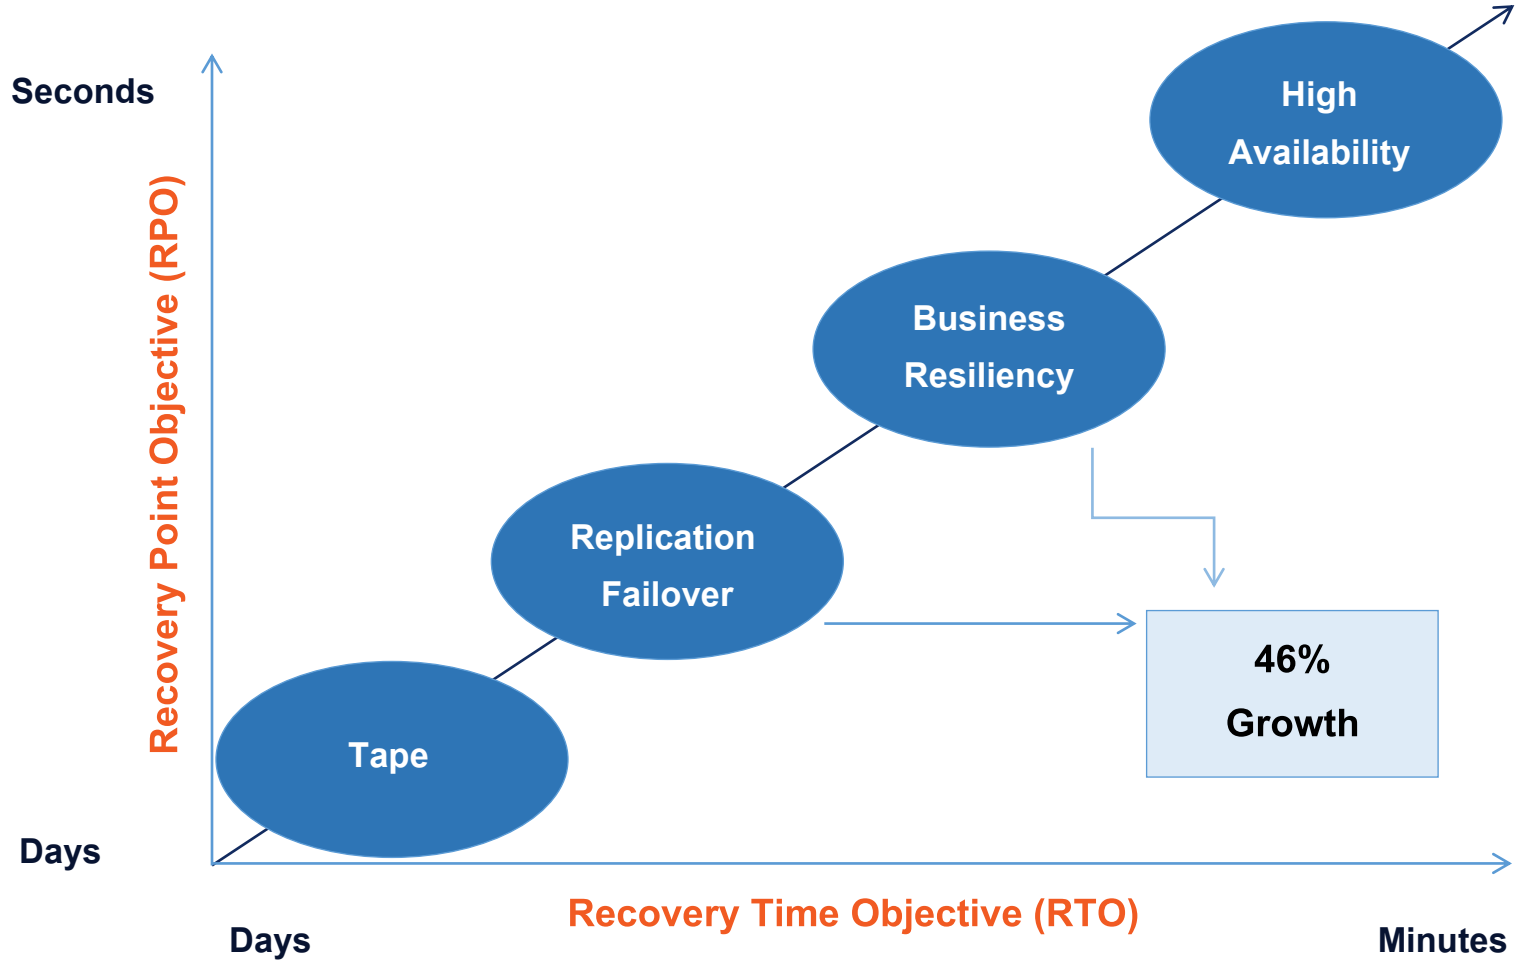 Seconds
Recovery Point Objective (RPO)
High
Availability
Business
Resiliency
Replication
Failover
46%
Growth
Tape
Days
Recovery Time Objective (RTO)
Days
Minutes